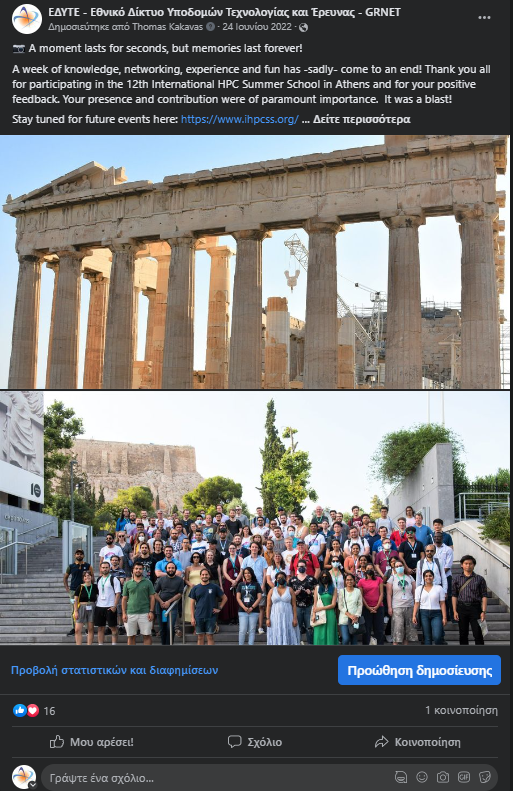 ΕΔΥΤΕ - Εθνικό Δίκτυο Υποδομών Τεχνολογίας και Έρευνας - GRNET
Δημοσιεύτηκε από Thomas Kakavas · 24 Ιουνίου 2022 ·
A moment lasts for seconds, but memories last forever!
A week of knowledge, networking, experience and fun has -sadly- come to an end! Thank you all
for participating in the 12th International HPC Summer School in Athens and for your positive
feedback. Your presence and contribution were of paramount importance. It was a blast!
Stay tuned for future events here: https://www.ihpcss.org/ ... Δείτε περισσότερα
Προβολή στατιστικών και διαφημίσεων
Προώθηση δημοσίευσης
16
1 κοινοποίηση
Μου αρέσει!
Σχόλιο
Κοινοποίηση
Γράψτε ένα σχόλιο...
GIF